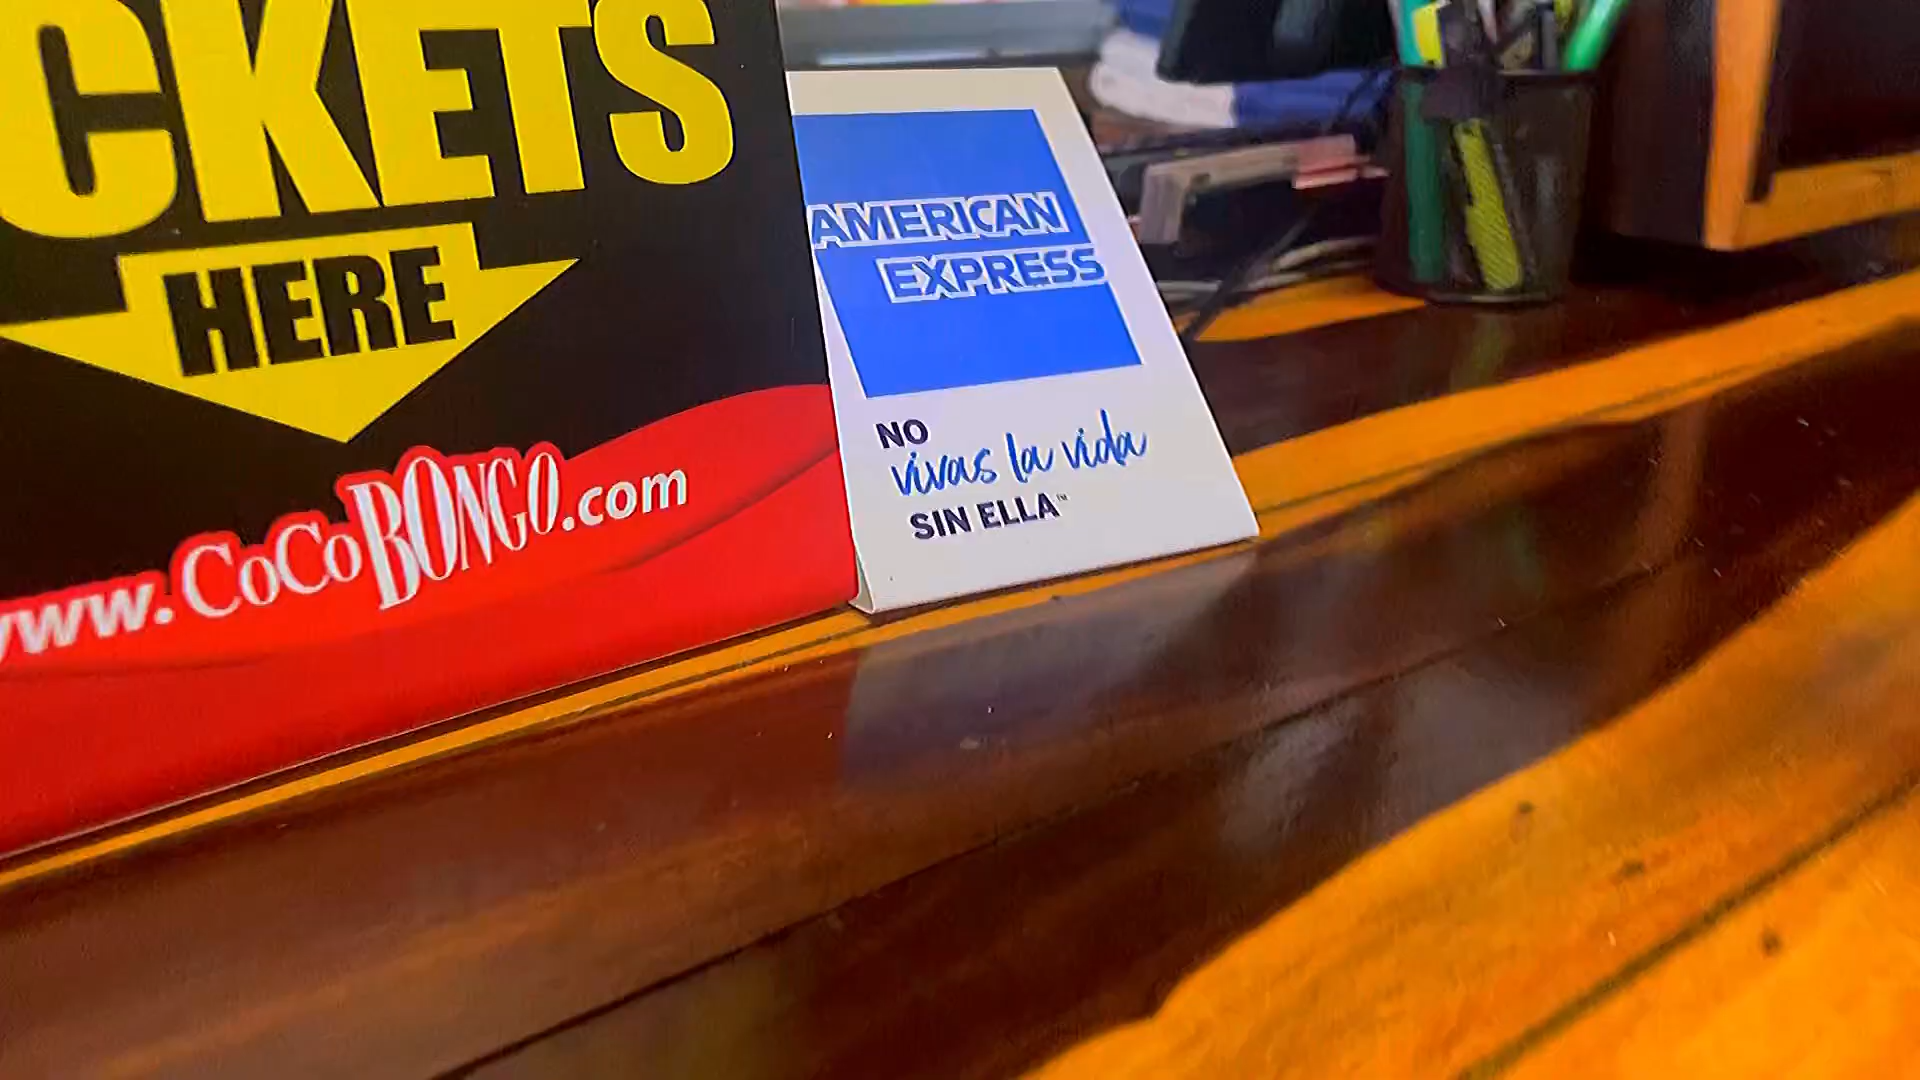 CKETS
HERE
www.CoCoBONGO.com
AMERICAN
EXPRESS
NO
vivas la vida
SIN ELLA™